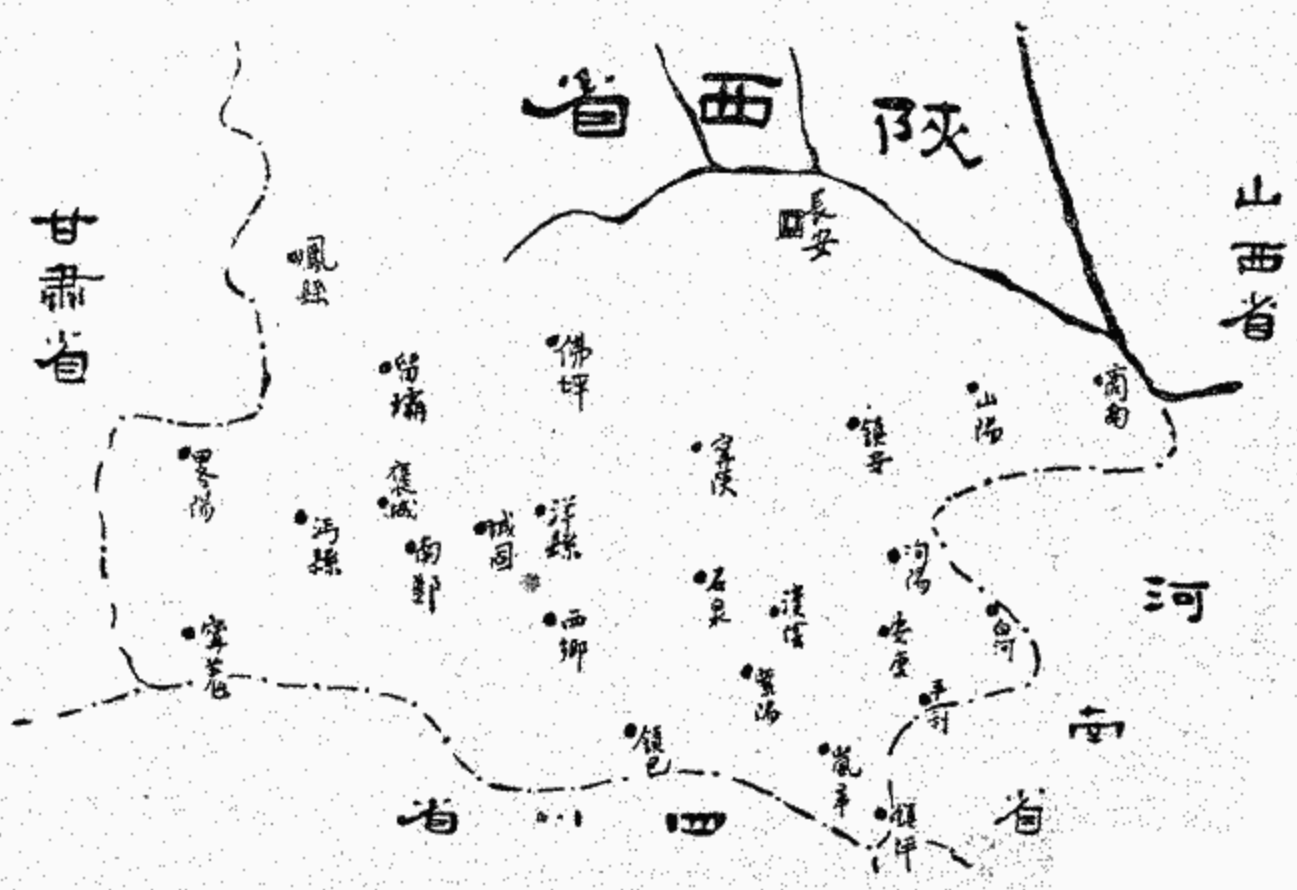 陝西省
山西省
甘肅省
河南省
四川省
長安
鳳縣
留壩
佛坪
商南
山陽
鎮安
寧陝
畧陽
褒城
沔縣
南鄭
城固
洋縣
西鄉
石泉
漢陰
洵陽
白河
安康
平利
紫陽
寧羌
鎮巴
嵐皋
鎮坪